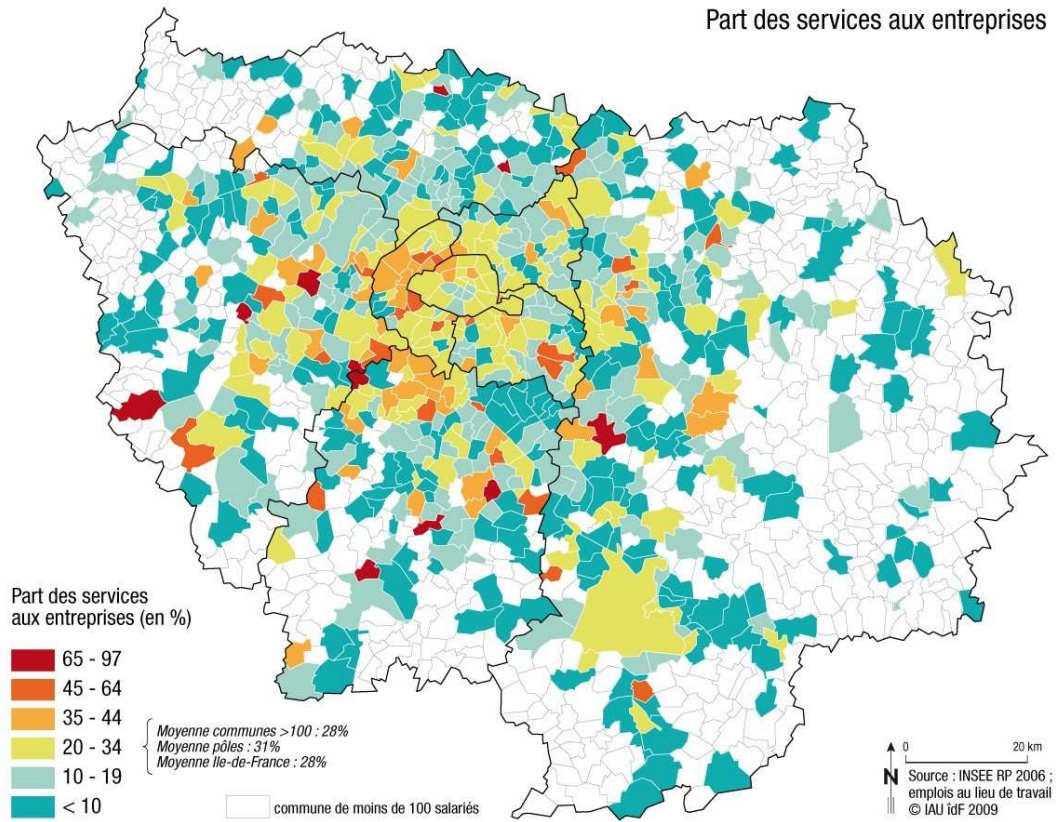 Part des services aux entreprises
Part des services
aux entreprises (en %)
65 - 97
45 - 64
35 - 44
20 - 34
10 - 19
< 10
Moyenne communes >100 : 28%
Moyenne pôles : 31%
Moyenne Ile-de-France : 28%
commune de moins de 100 salariés
N
0 20 km
Source : INSEE RP 2006 ;
emplois au lieu de travail
© IAU îdF 2009